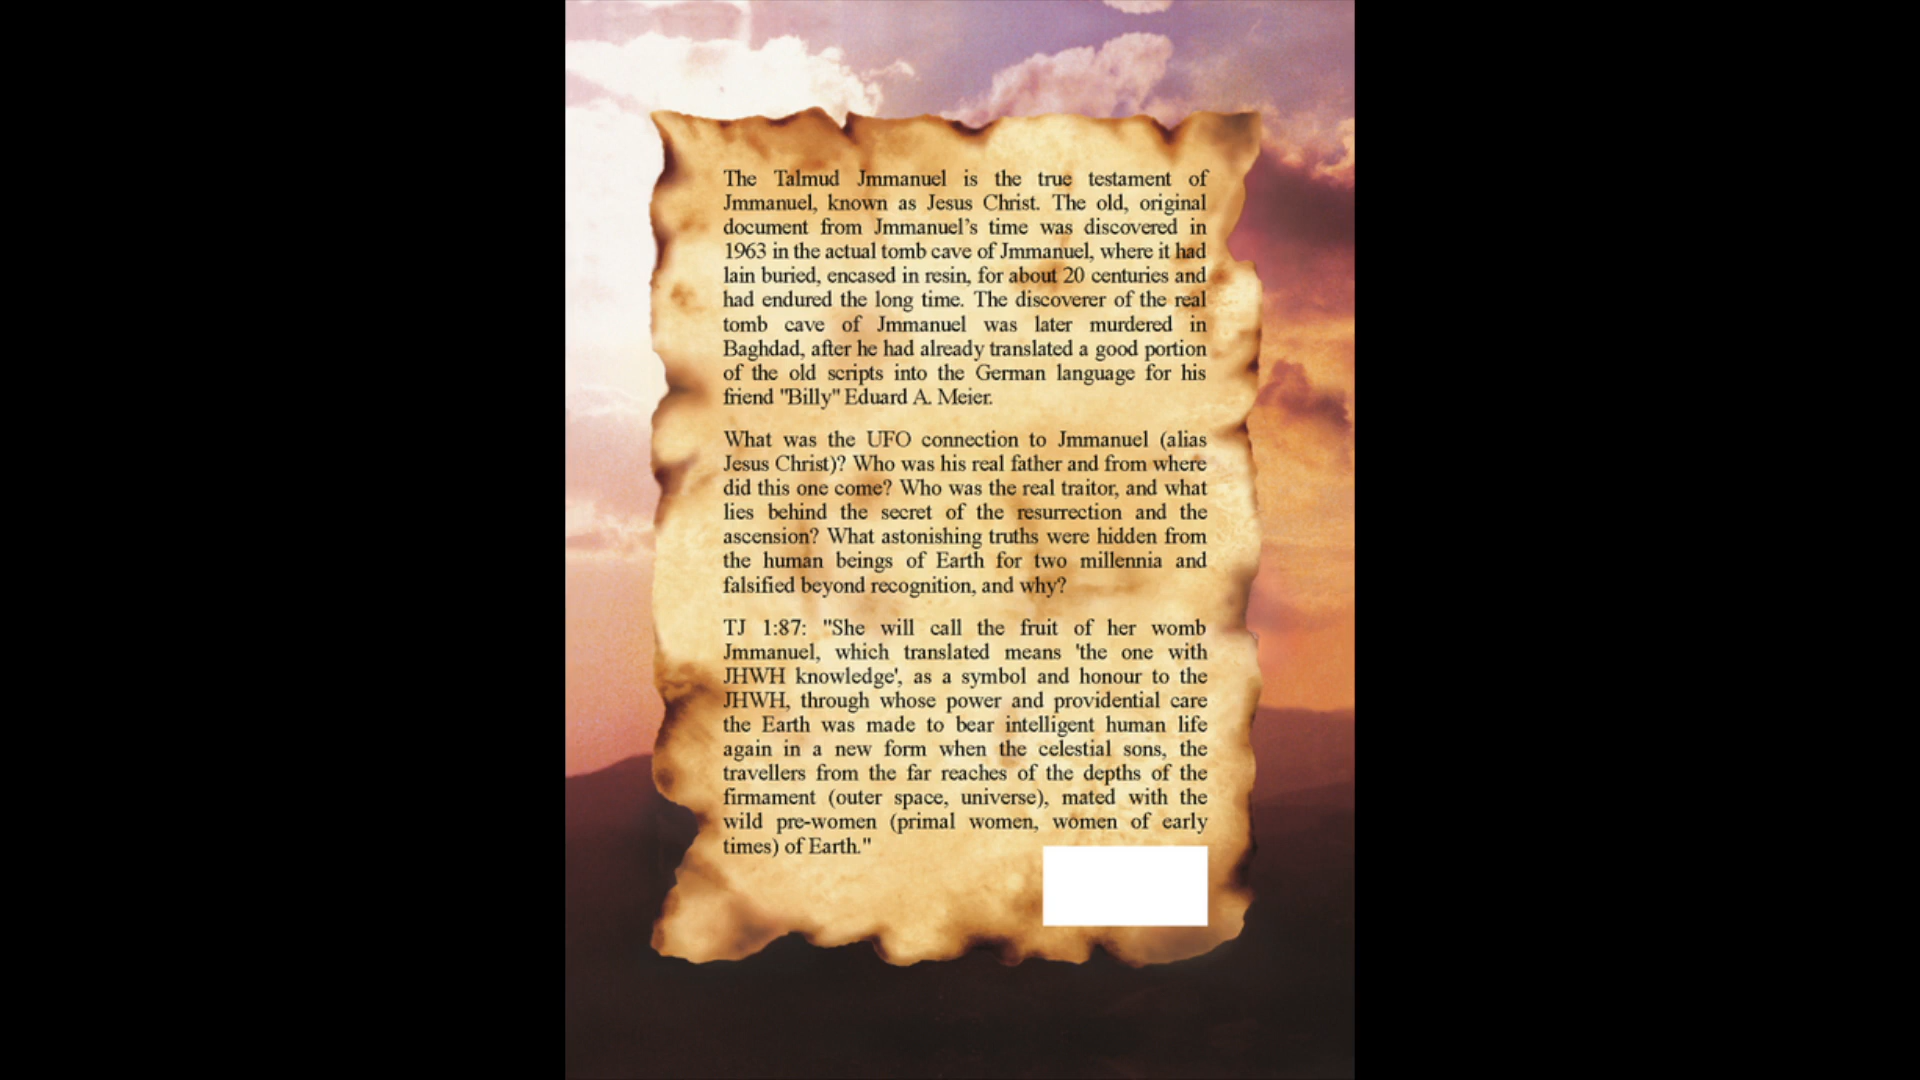 The Talmud Jmmanuel is the true testament of
Jmmanuel, known as Jesus Christ. The old, original
document from Jmmanuel’s time was discovered in
1963 in the actual tomb cave of Jmmanuel, where it had
lain buried, encased in resin, for about 20 centuries and
had endured the long time. The discoverer of the real
tomb cave of Jmmanuel was later murdered in
Baghdad, after he had already translated a good portion
of the old scripts into the German language for his
friend "Billy" Eduard A. Meier.
What was the UFO connection to Jmmanuel (alias
Jesus Christ)? Who was his real father and from where
did this one come? Who was the real traitor, and what
lies behind the secret of the resurrection and the
ascension? What astonishing truths were hidden from
the human beings of Earth for two millennia and
falsified beyond recognition, and why?
TJ 1:87: "She will call the fruit of her womb
Jmmanuel, which translated means 'the one with
JHWH knowledge', as a symbol and honour to the
JHWH, through whose power and providential care
the Earth was made to bear intelligent human life
again in a new form when the celestial sons, the
travellers from the far reaches of the depths of the
firmament (outer space, universe), mated with the
wild pre-women (primal women, women of early
times) of Earth."